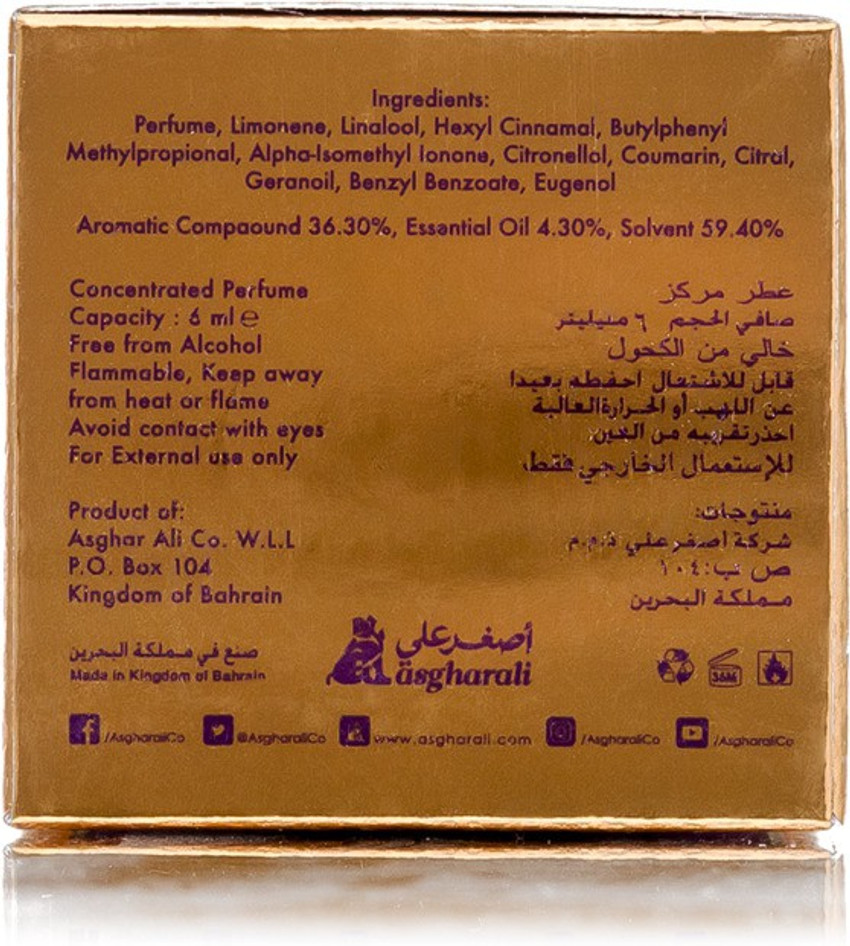 Ingredients:
Perfume, Limonene, Linalool, Hexyl Cinnamal, Butylphenyl
Methylpropional, Alpha-Isomethyl Ionone, Citronellol, Coumarin, Citral,
Geranoil, Benzyl Benzoate, Eugenol
Aromatic Compaound 36.30%, Essential Oil 4.30%, Solvent 59.40%
Concentrated Perfume
Capacity : 6 ml e
Free from Alcohol
Flammable, Keep away
from heat or flame
Avoid contact with eyes
For External use only
عطر مركز
صافي الحجم ٦ مليليتر
خالي من الكحول
قابل للاشتعال احفظه بعيدا
عن اللهب أو الحرارة العالية
احذر تقريبه من العين
للإستعمال الخارجي فقط
Product of:
Asghar Ali Co. W.L.L
P.O. Box 104
Kingdom of Bahrain
منتوجات:
شركة أصغر علي ذ.م.م
ص ب: ١٠٤
مملكة البحرين
صنع في مملكة البحرين
Made in Kingdom of Bahrain
أصغر علي
asgharali
36M
/AsgharaliCo
@AsgharaliCo
www.asgharali.com
/AsgharaliCo
/AsgharaliCo